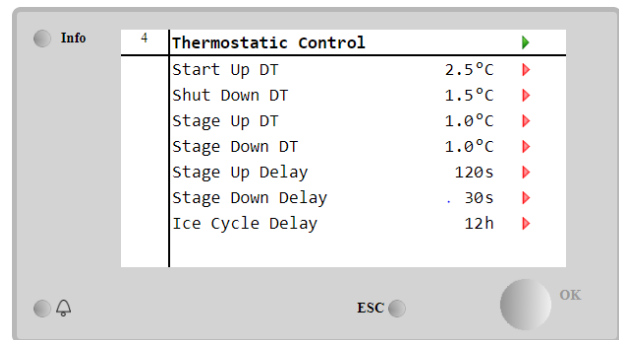 Info
4 Thermostatic Control
Start Up DT 2.5°C
Shut Down DT 1.5°C
Stage Up DT 1.0°C
Stage Down DT 1.0°C
Stage Up Delay 120s
Stage Down Delay . 30s
Ice Cycle Delay 12h
ESC OK